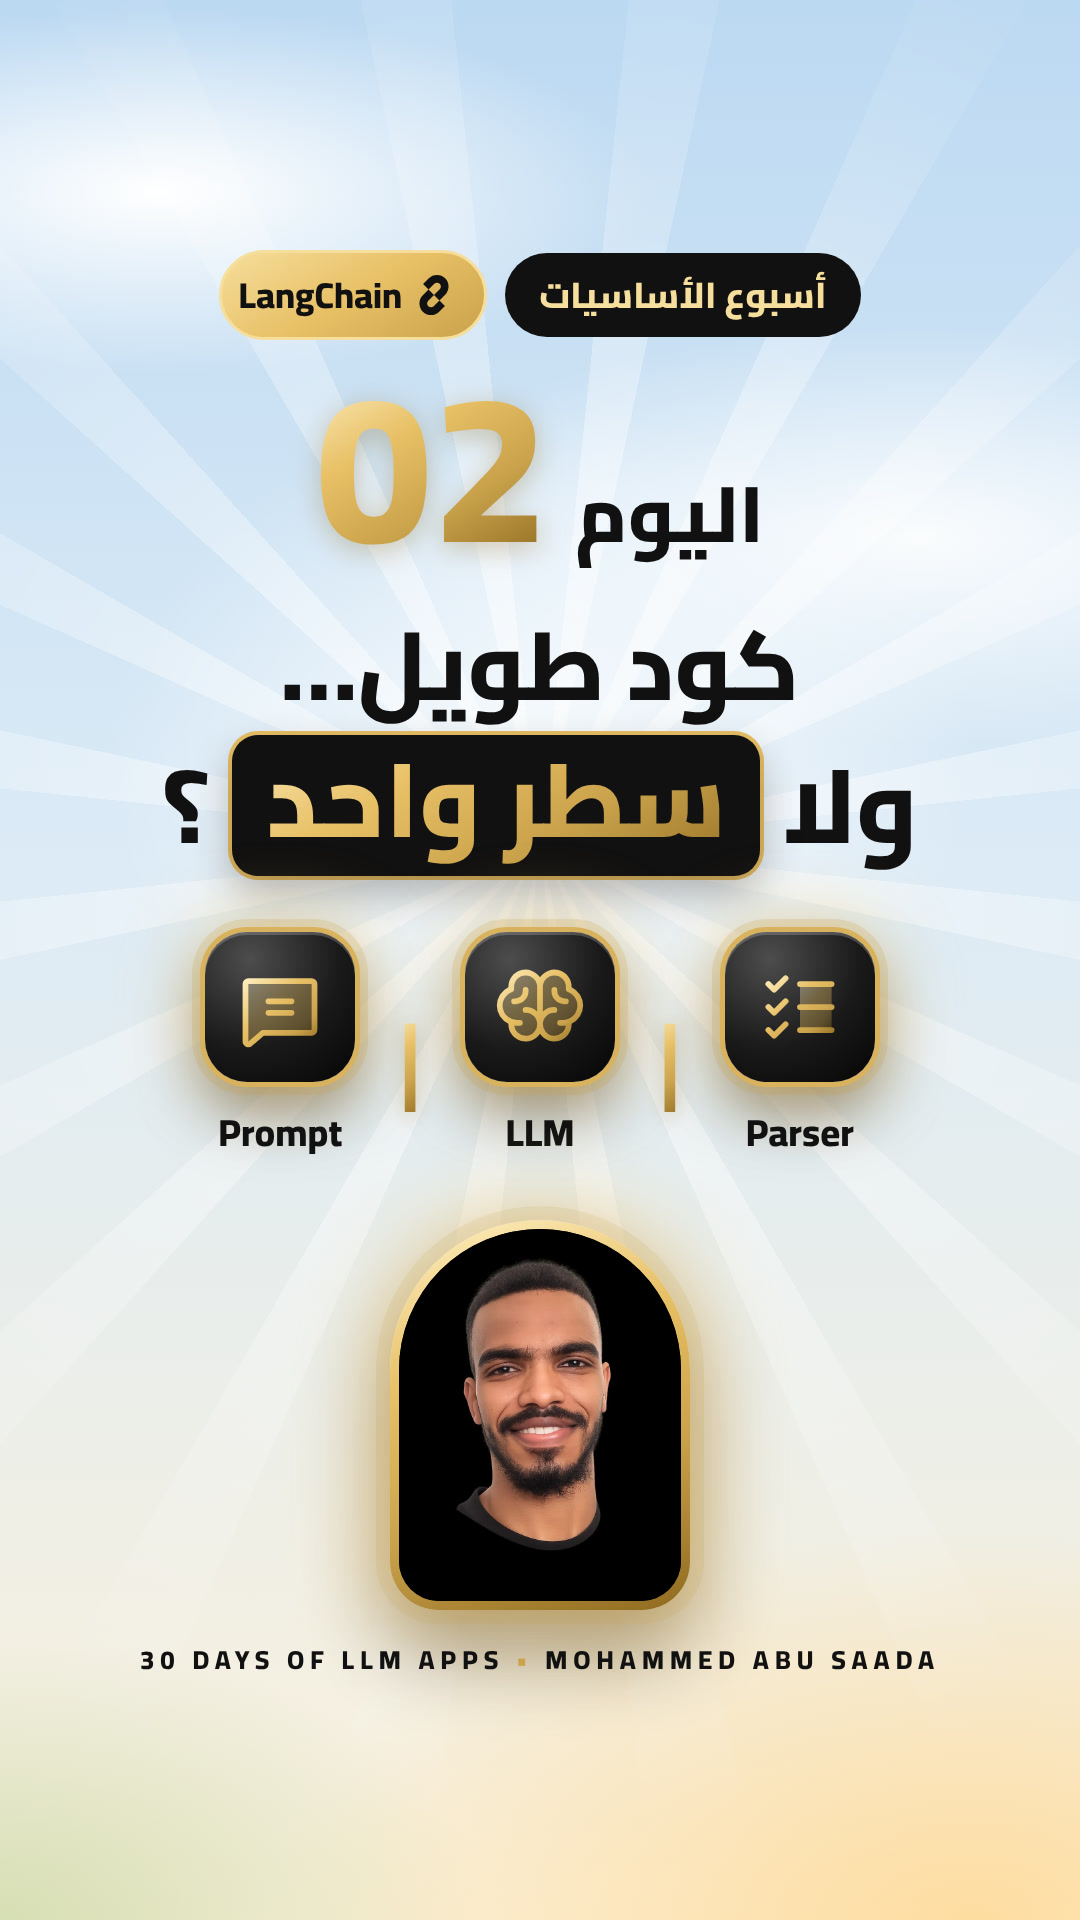 أسبوع الأساسيات LangChain
اليوم 02
كود طويل...
ولا سطر واحد ؟
Prompt | LLM | Parser
30 DAYS OF LLM APPS ▪ MOHAMMED ABU SAADA